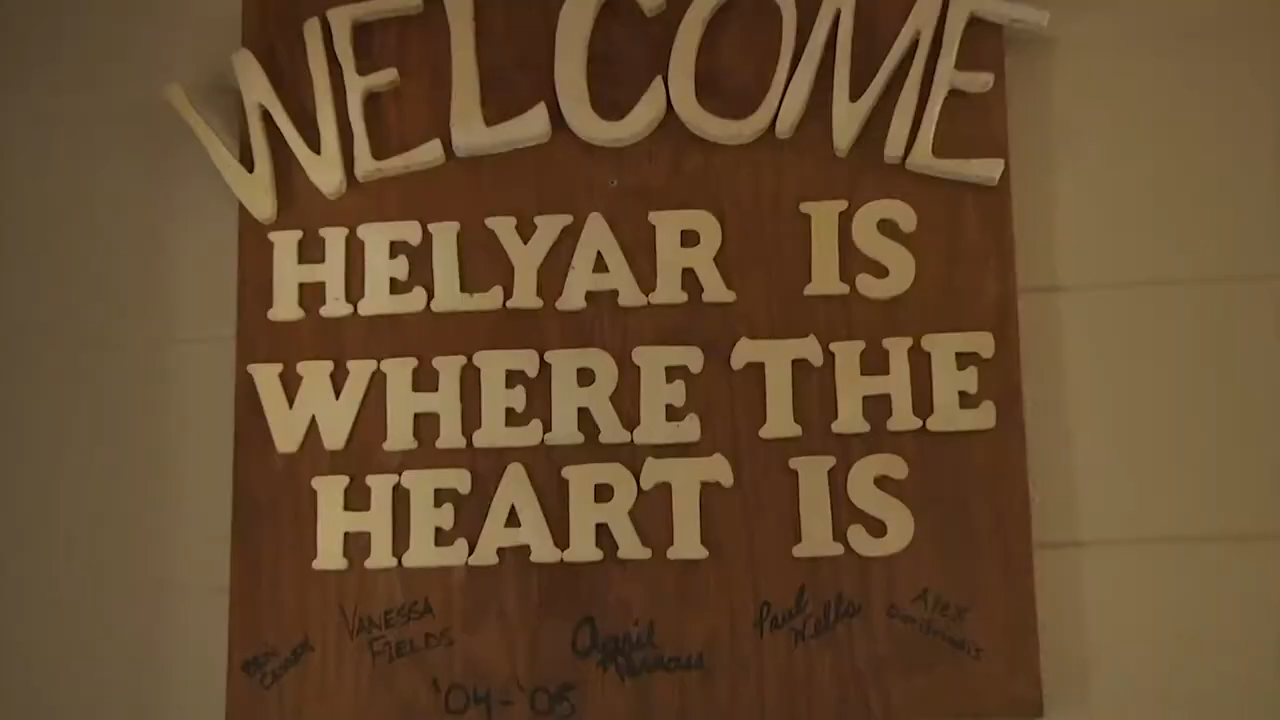 WELCOME
HELYAR IS
WHERE THE
HEART IS
VANESSA
FIELDS
April
Paul
Wells
Alex
'04-'05